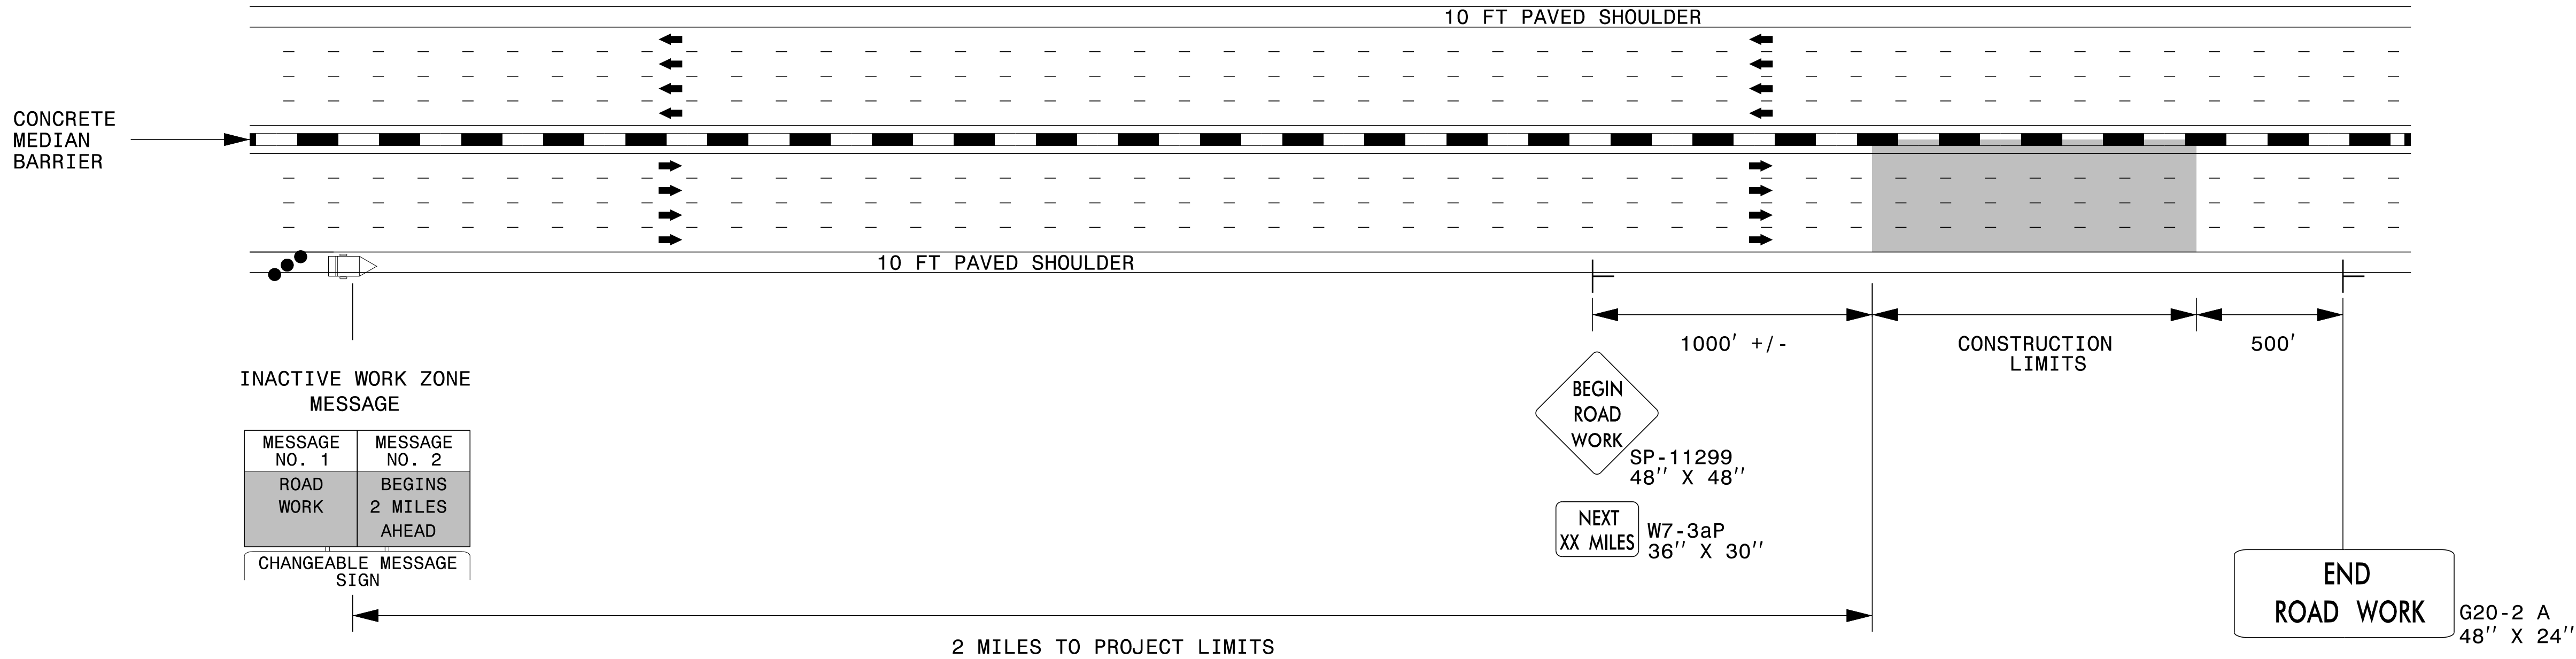 10 FT PAVED SHOULDER
CONCRETE
MEDIAN
BARRIER
10 FT PAVED SHOULDER
1000' +/-
CONSTRUCTION
LIMITS
500'
INACTIVE WORK ZONE
MESSAGE
MESSAGE
NO. 1
MESSAGE
NO. 2
ROAD
WORK
BEGINS
2 MILES
AHEAD
CHANGEABLE MESSAGE
SIGN
BEGIN
ROAD
WORK
SP-11299
48'' X 48''
NEXT
XX MILES
W7-3aP
36'' X 30''
END
ROAD WORK
G20-2 A
48'' X 24''
2 MILES TO PROJECT LIMITS